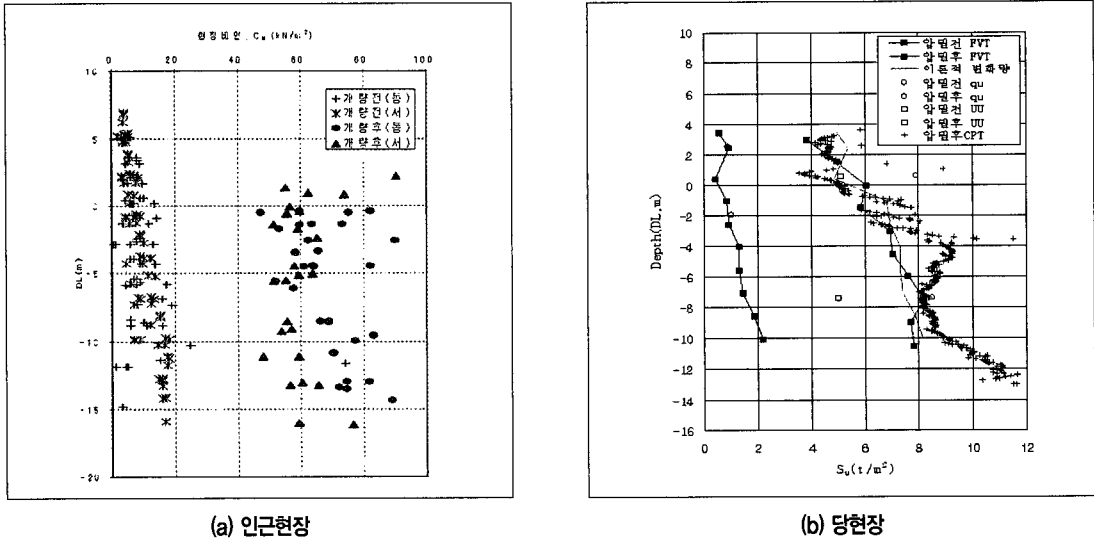 Cu (kN/m²)
0 20 40 60 80 100
10
5
0
-5
-10
-15
-20
DL(m)
개량전(동)
개량전(서)
개량후(동)
개량후(서)
(a) 인근현장
10
8
6
4
2
0
-2
-4
-6
-8
-10
-12
-14
-16
Depth(DL,m)
압밀전 FVT
압밀후 FVT
이론적 변화량
압밀전 qu
압밀후 qu
압밀전 UU
압밀후 UU
압밀후CPT
0 2 4 6 8 10 12
Su(t/m²)
(b) 당현장